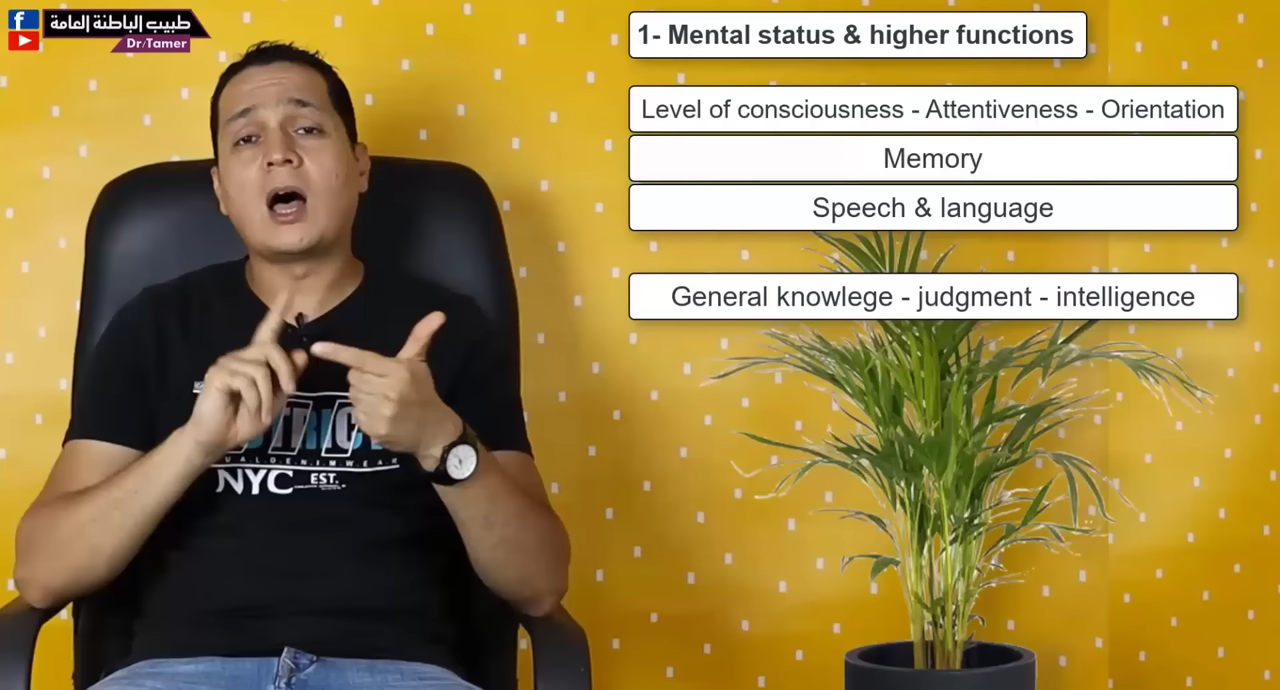 طبيب الباطنة العامة
Dr/Tamer
1- Mental status & higher functions
Level of consciousness - Attentiveness - Orientation
Memory
Speech & language
General knowlege - judgment - intelligence
NYC
EST.